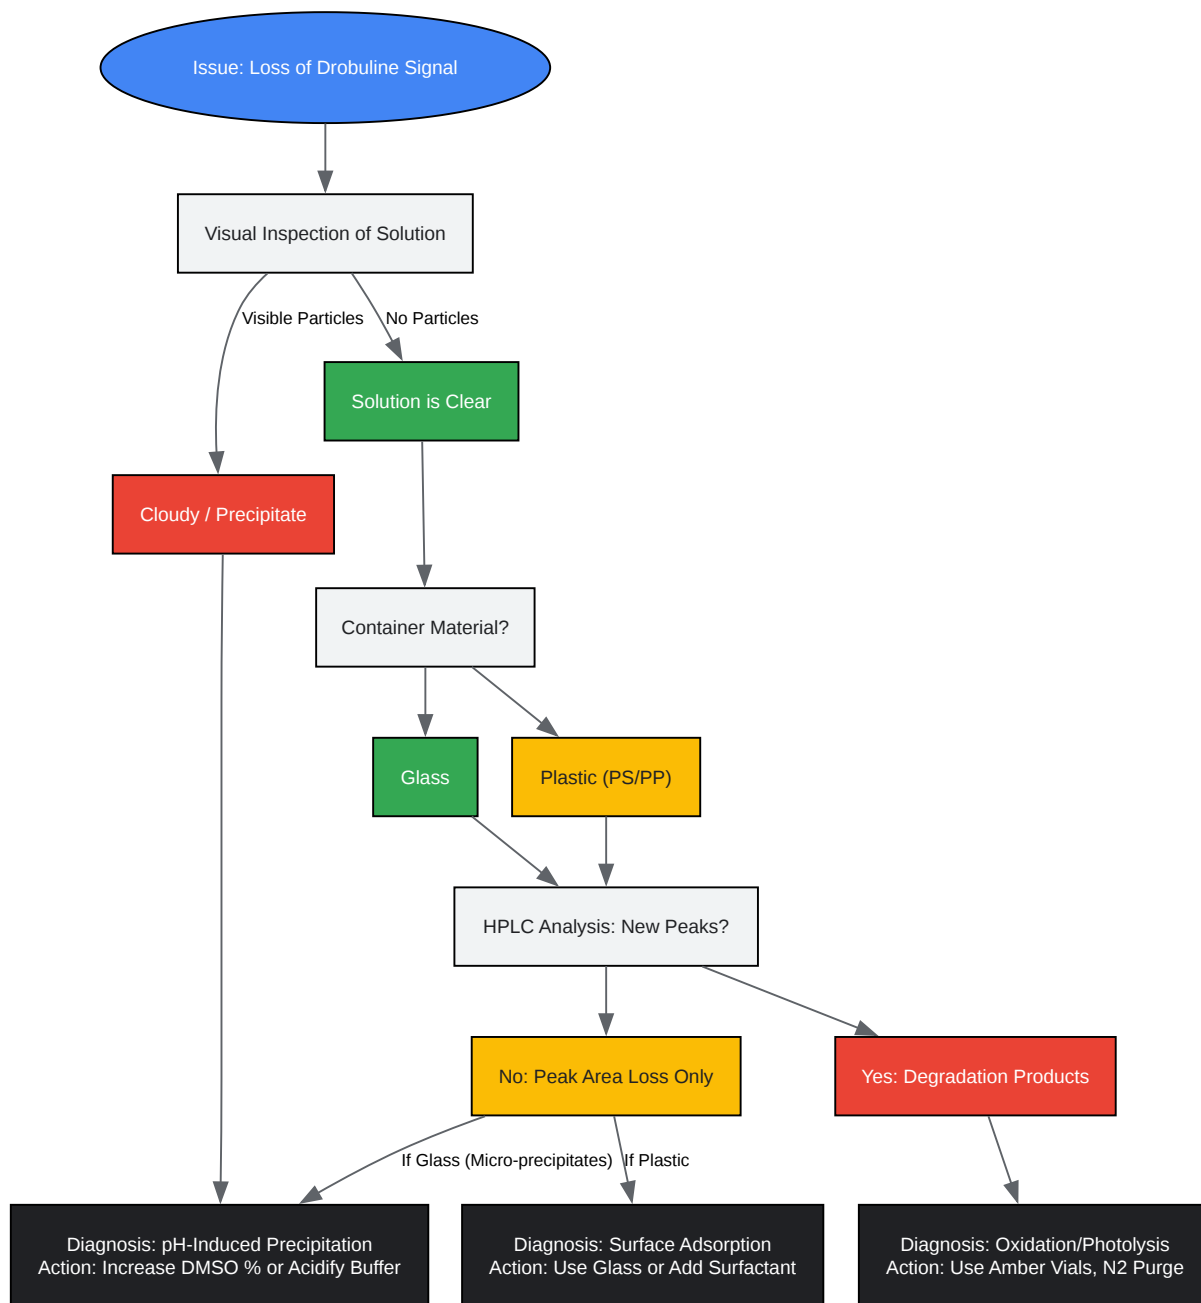 Issue: Loss of Drobuline Signal
Visual Inspection of Solution
Visible Particles
No Particles
Solution is Clear
Cloudy / Precipitate
Container Material?
Glass
Plastic (PS/PP)
HPLC Analysis: New Peaks?
No: Peak Area Loss Only
Yes: Degradation Products
If Glass (Micro-precipitates)
If Plastic
Diagnosis: pH-Induced Precipitation
Action: Increase DMSO % or Acidify Buffer
Diagnosis: Surface Adsorption
Action: Use Glass or Add Surfactant
Diagnosis: Oxidation/Photolysis
Action: Use Amber Vials, N2 Purge